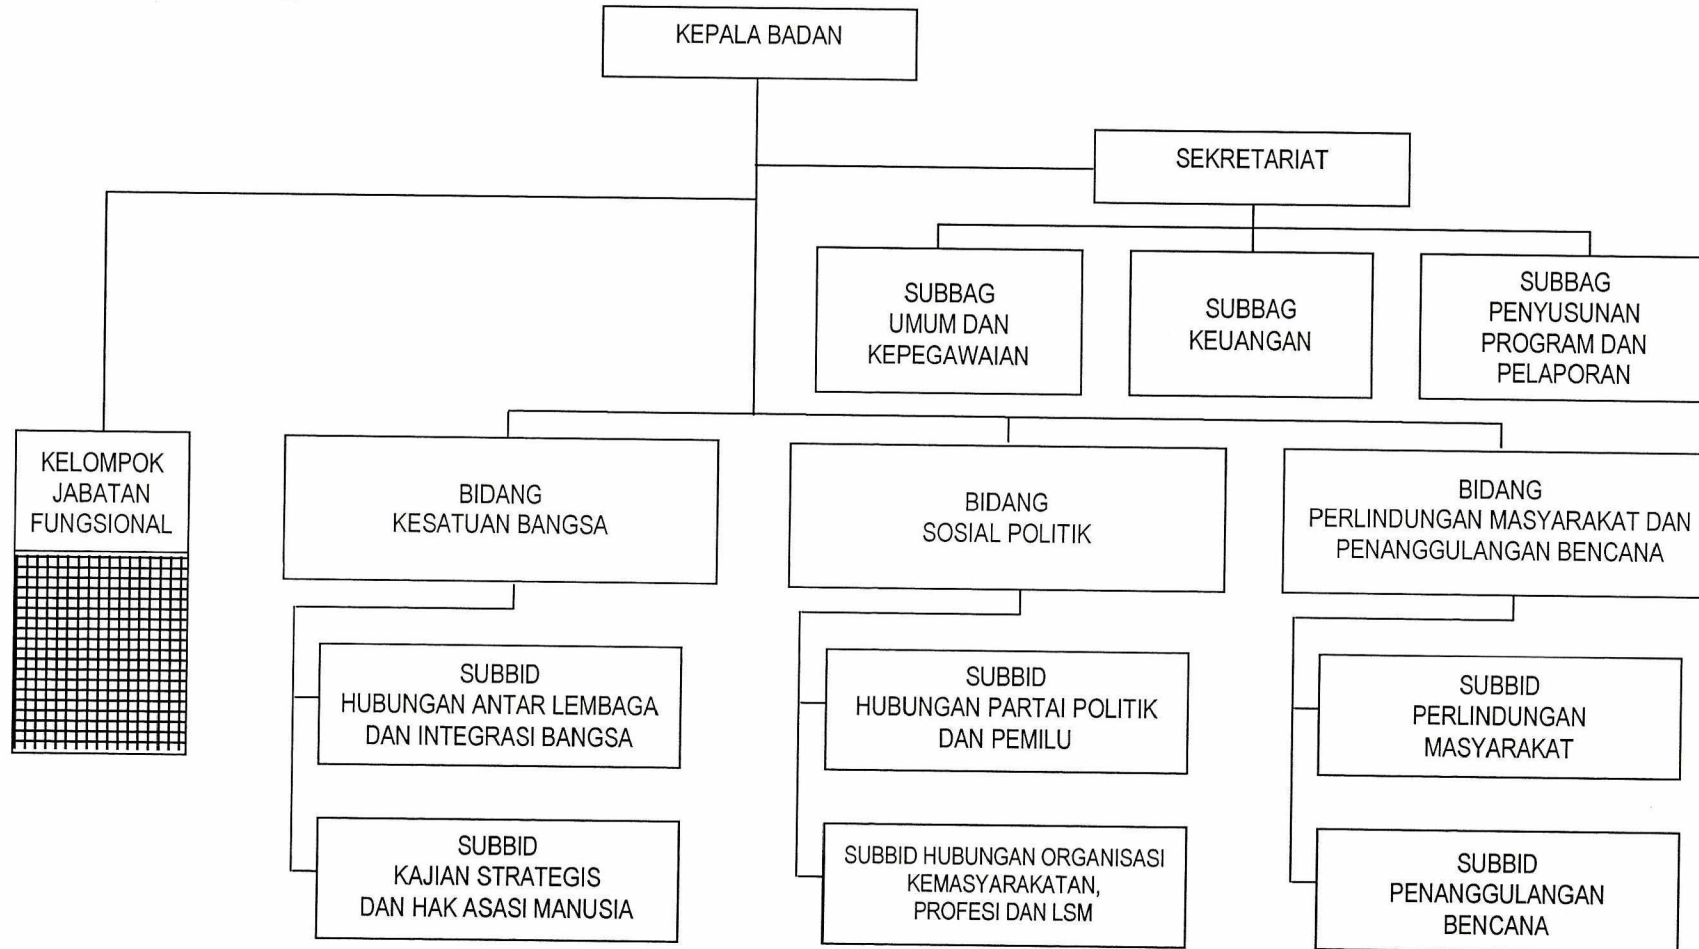 KEPALA BADAN
SEKRETARIAT
SUBBAG
UMUM DAN
KEPEGAWAIAN
SUBBAG
KEUANGAN
SUBBAG
PENYUSUNAN
PROGRAM DAN
PELAPORAN
KELOMPOK
JABATAN
FUNGSIONAL
BIDANG
KESATUAN BANGSA
BIDANG
SOSIAL POLITIK
BIDANG
PERLINDUNGAN MASYARAKAT DAN
PENANGGULANGAN BENCANA
SUBBID
HUBUNGAN ANTAR LEMBAGA
DAN INTEGRASI BANGSA
SUBBID
HUBUNGAN PARTAI POLITIK
DAN PEMILU
SUBBID
PERLINDUNGAN
MASYARAKAT
SUBBID
KAJIAN STRATEGIS
DAN HAK ASASI MANUSIA
SUBBID HUBUNGAN ORGANISASI
KEMASYARAKATAN,
PROFESI DAN LSM
SUBBID
PENANGGULANGAN
BENCANA